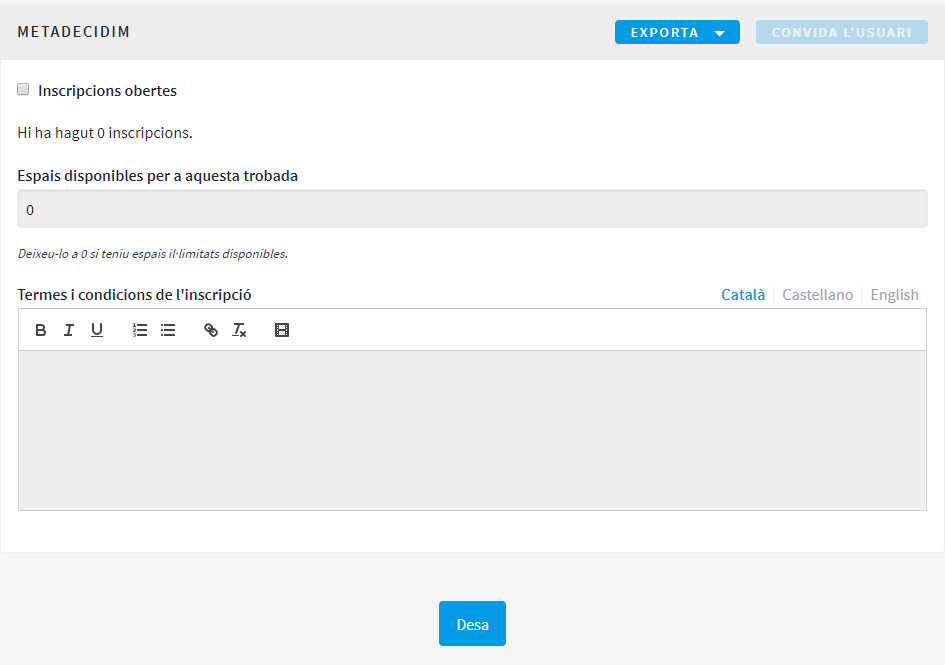 METADECIDIM EXPORTA CONVIDA L'USUARI
Inscripcions obertes
Hi ha hagut 0 inscripcions.
Espais disponibles per a aquesta trobada
0
Deixeu-lo a 0 si teniu espais il·limitats disponibles.
Termes i condicions de l'inscripció Català Castellano English
Desa